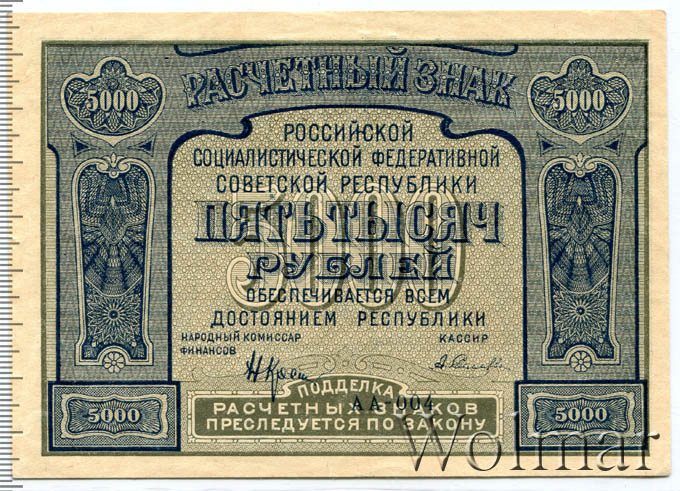 РАСЧЕТНЫЙ ЗНАК
5000 5000
РОССИЙСКОЙ
СОЦИАЛИСТИЧЕСКОЙ ФЕДЕРАТИВНОЙ
СОВЕТСКОЙ РЕСПУБЛИКИ
5000
ПЯТЬ ТЫСЯЧ
РУБЛЕЙ
ОБЕСПЕЧИВАЕТСЯ ВСЕМ
ДОСТОЯНИЕМ РЕСПУБЛИКИ
НАРОДНЫЙ КОМИССАР КАССИР
ФИНАНСОВ
ПОДДЕЛКА
АА-004
5000 РАСЧЕТНЫХ ЗНАКОВ 5000
ПРЕСЛЕДУЕТСЯ ПО ЗАКОНУ
Wolmar